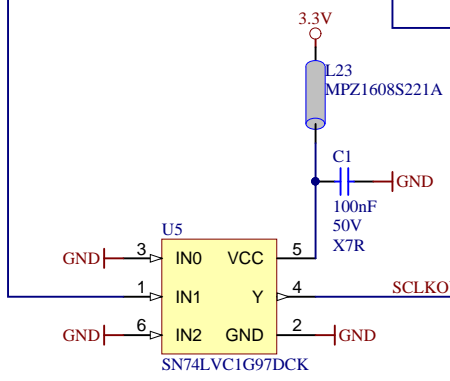 3.3V
L23
MPZ1608S221A
C1
GND
100nF
50V
X7R
U5
GND 3 IN0 VCC 5
1 IN1 Y 4 SCLKO
GND 6 IN2 GND 2 GND
SN74LVC1G97DCK